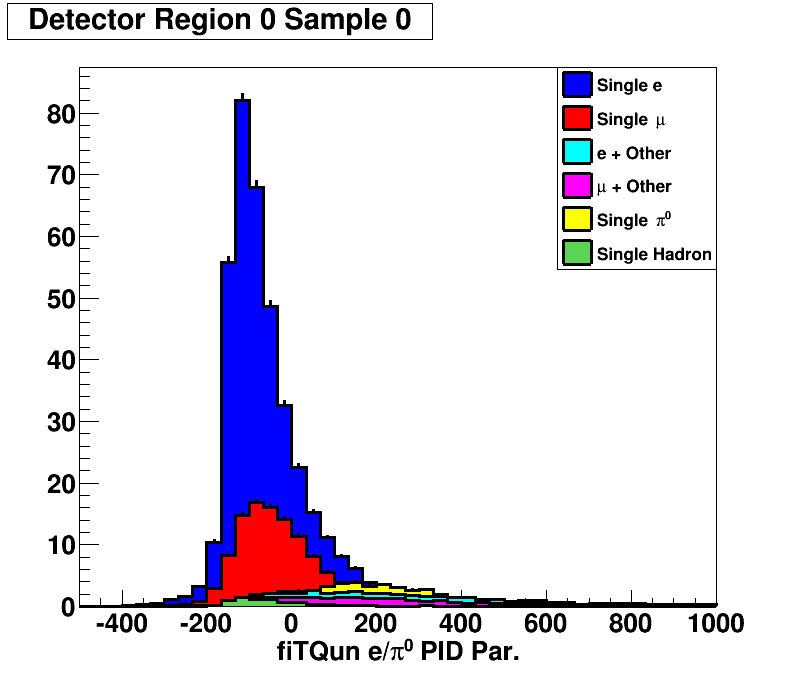 Detector Region 0 Sample 0
Single e
Single μ
e + Other
μ + Other
Single π⁰
Single Hadron
80
70
60
50
40
30
20
10
0
-400 -200 0 200 400 600 800 1000
fiTQun e/π⁰ PID Par.